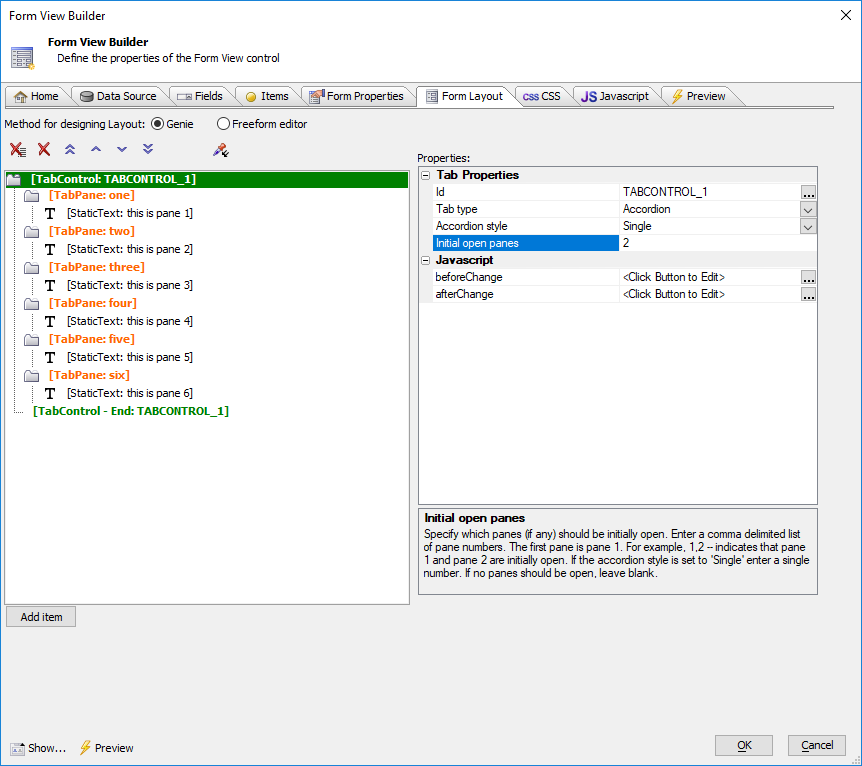 Form View Builder
Form View Builder
Define the properties of the Form View control
Home Data Source Fields Items Form Properties Form Layout CSS CSS JS Javascript Preview
Method for designing Layout: Genie Freeform editor
[TabControl: TABCONTROL_1]
[TabPane: one]
T [StaticText: this is pane 1]
[TabPane: two]
T [StaticText: this is pane 2]
[TabPane: three]
T [StaticText: this is pane 3]
[TabPane: four]
T [StaticText: this is pane 4]
[TabPane: five]
T [StaticText: this is pane 5]
[TabPane: six]
T [StaticText: this is pane 6]
[TabControl - End: TABCONTROL_1]
Add item
Properties:
Tab Properties
Id TABCONTROL_1 ...
Tab type Accordion
Accordion style Single
Initial open panes 2
Javascript
beforeChange <Click Button to Edit> ...
afterChange <Click Button to Edit> ...
Initial open panes
Specify which panes (if any) should be initially open. Enter a comma delimited list
of pane numbers. The first pane is pane 1. For example, 1,2 -- indicates that pane
1 and pane 2 are initially open. If the accordion style is set to 'Single' enter a single
number. If no panes should be open, leave blank.
Show... Preview
OK Cancel